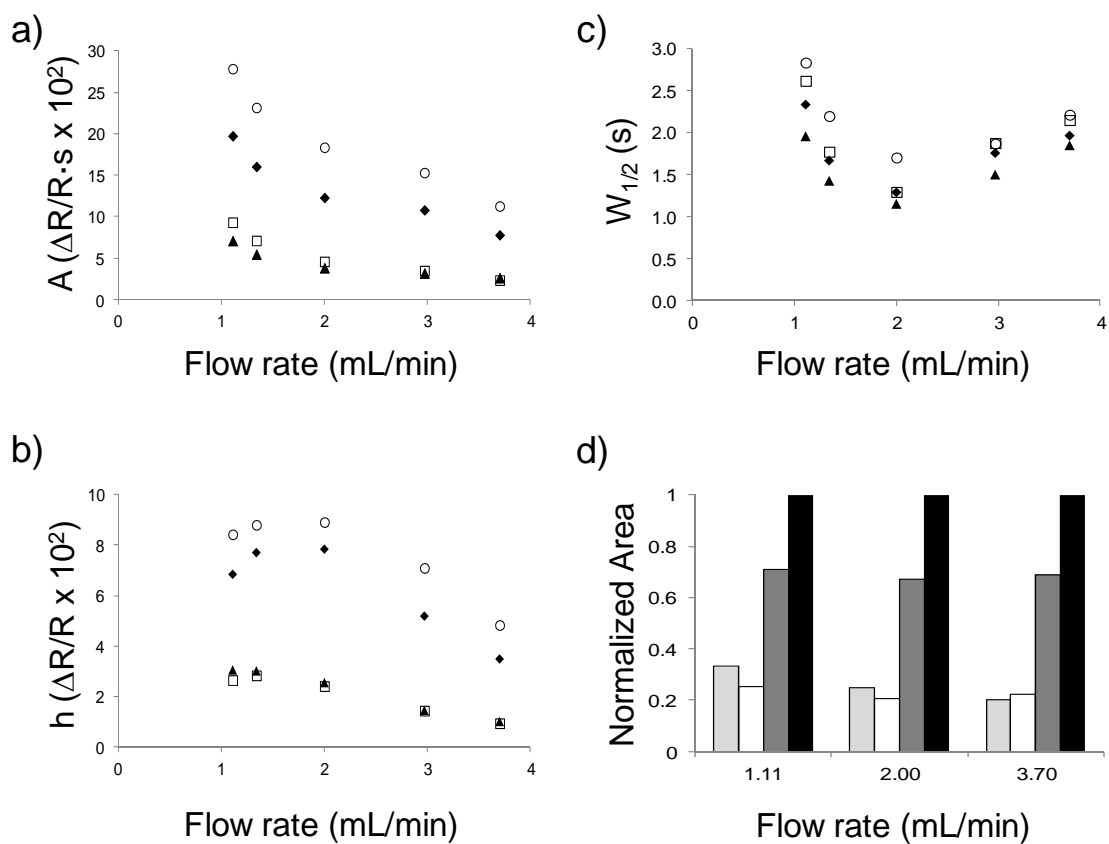 a)
A (ΔR/R·s x 10²)
30
25
20
15
10
5
0
0 1 2 3 4
Flow rate (mL/min)
c)
W1/2 (s)
3.0
2.5
2.0
1.5
1.0
0.5
0.0
0 1 2 3 4
Flow rate (mL/min)
b)
h (ΔR/R x 10²)
10
8
6
4
2
0
0 1 2 3 4
Flow rate (mL/min)
d)
Normalized Area
1
0.8
0.6
0.4
0.2
0
1.11 2.00 3.70
Flow rate (mL/min)